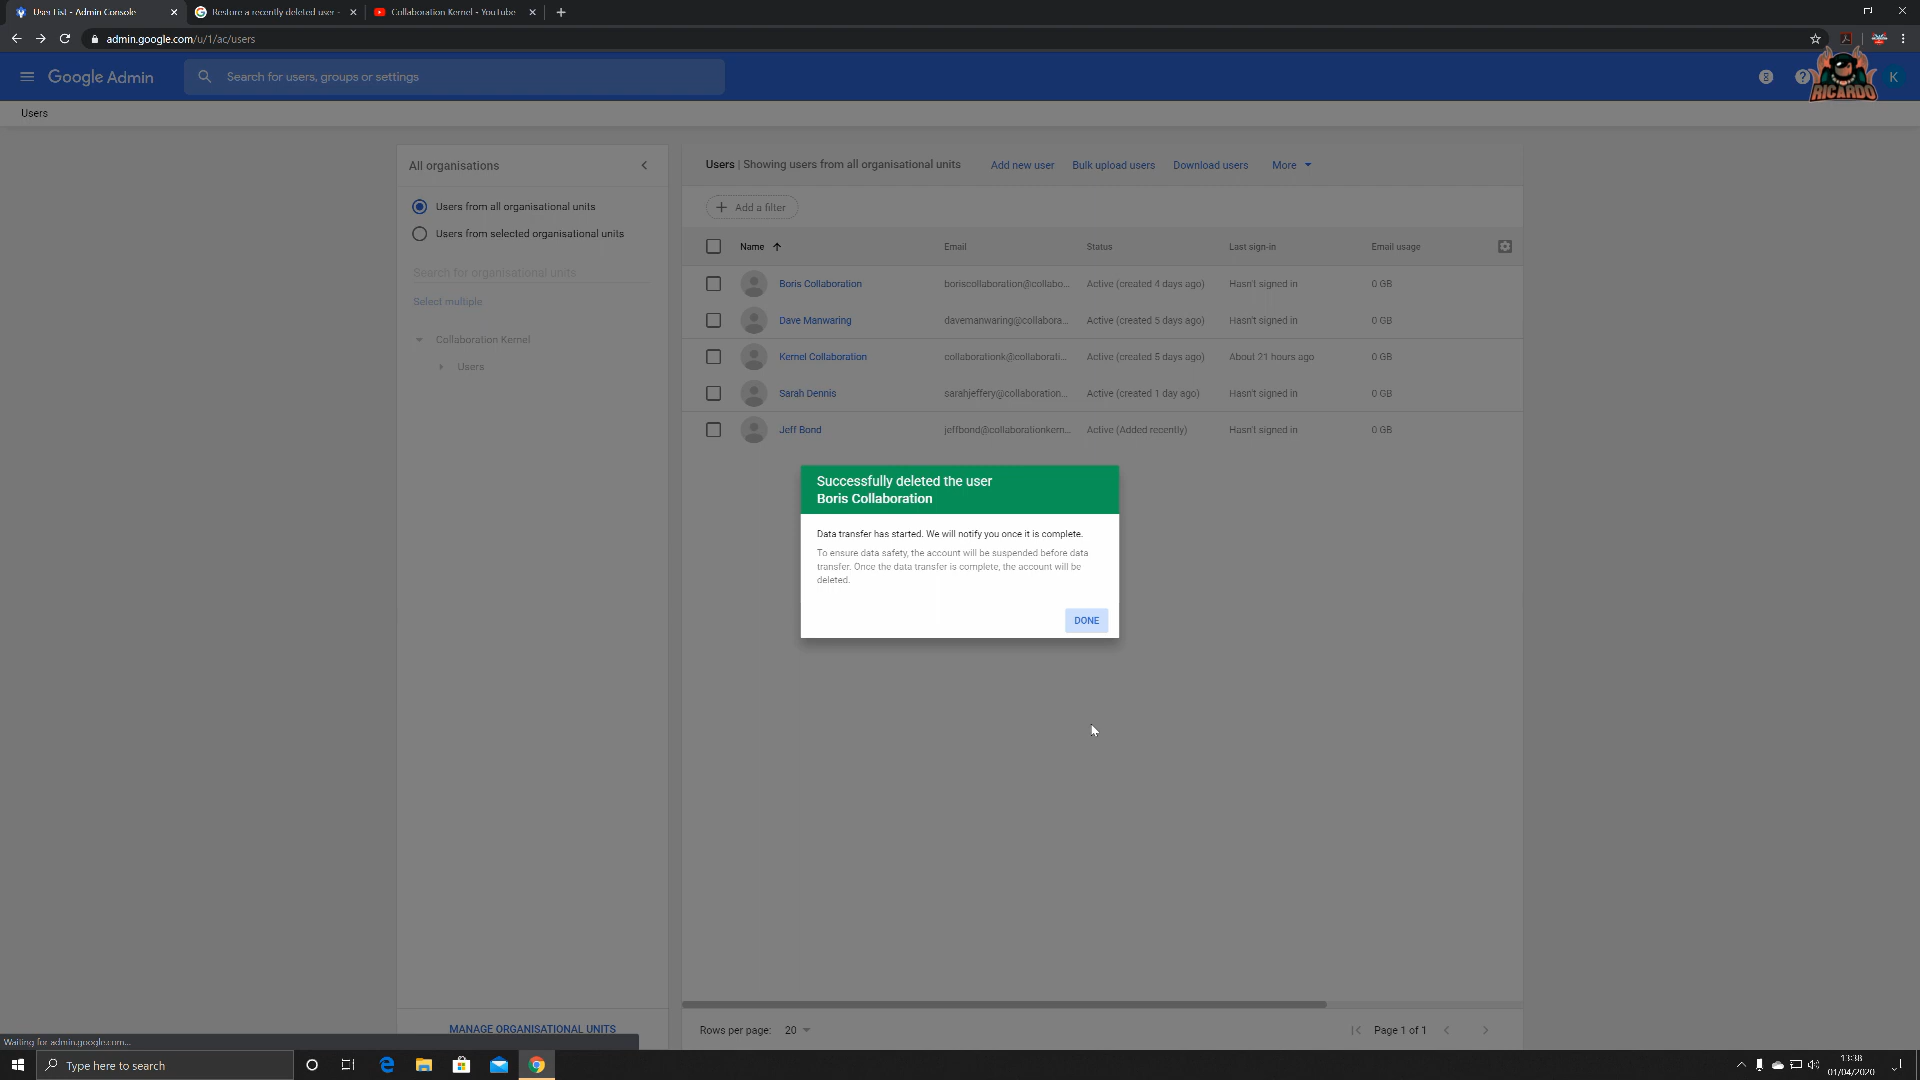 User List - Admin Console
Restore a recently deleted user -
Collaboration Kernel - YouTube
admin.google.com/u/1/ac/users
Google Admin
Search for users, groups or settings
K
RICARDO
Users
All organisations
Users from all organisational units
Users from selected organisational units
Search for organisational units
Select multiple
Collaboration Kernel
Users
MANAGE ORGANISATIONAL UNITS
Users | Showing users from all organisational units
Add new user
Bulk upload users
Download users
More
Add a filter
Name
Email
Status
Last sign-in
Email usage
Boris Collaboration
boriscollaboration@collabo...
Active (created 4 days ago)
Hasn't signed in
0 GB
Dave Manwaring
davemanwaring@collabora...
Active (created 5 days ago)
Hasn't signed in
0 GB
Kernel Collaboration
collaborationk@collaborati...
Active (created 5 days ago)
About 21 hours ago
0 GB
Sarah Dennis
sarahjeffery@collaboration...
Active (created 1 day ago)
Hasn't signed in
0 GB
Jeff Bond
jeffbond@collaborationkern...
Active (Added recently)
Hasn't signed in
0 GB
Successfully deleted the user
Boris Collaboration
Data transfer has started. We will notify you once it is complete.
To ensure data safety, the account will be suspended before data
transfer. Once the data transfer is complete, the account will be
deleted.
DONE
Rows per page: 20
Page 1 of 1
Waiting for admin.google.com...
Type here to search
13:38
01/04/2020